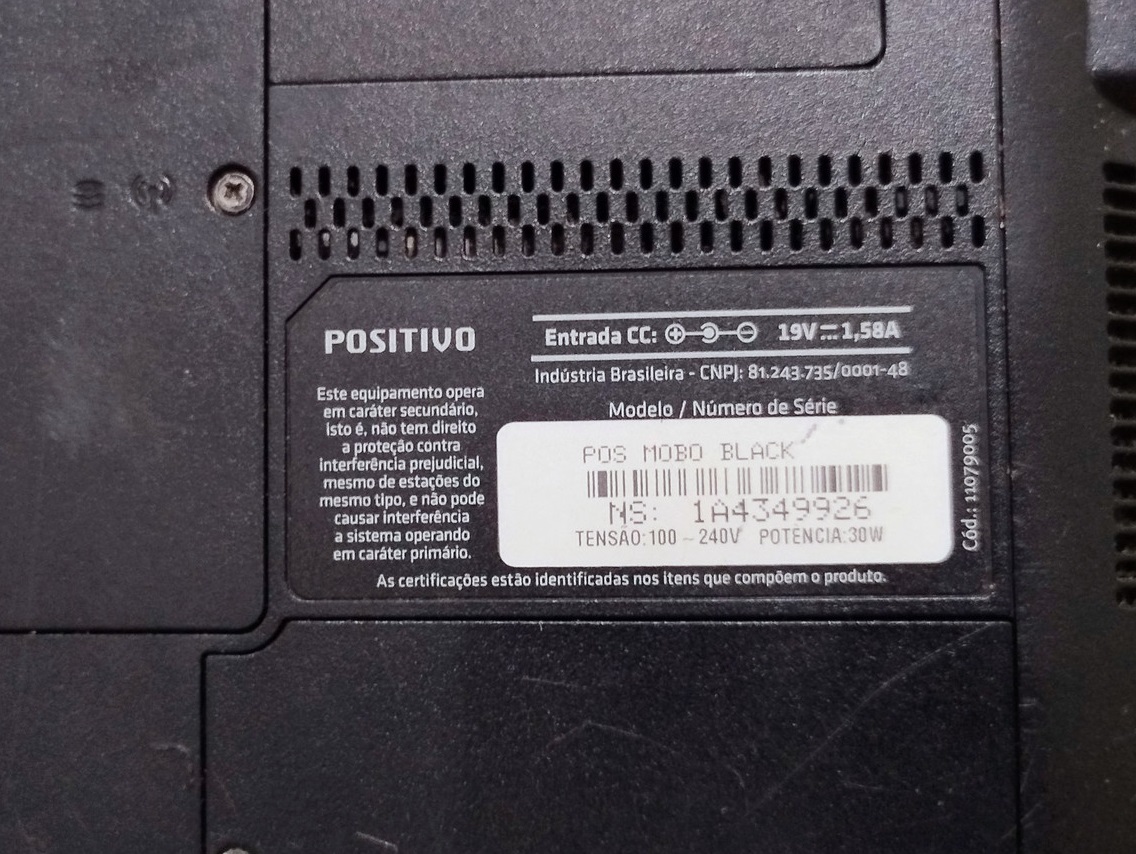 POSITIVO
Este equipamento opera
em caráter secundário,
isto é, não tem direito
a proteção contra
interferência prejudicial,
mesmo de estações do
mesmo tipo, e não pode
causar interferência
a sistema operando
em caráter primário.
Entrada CC: 19V 1,58A
Indústria Brasileira - CNPJ: 81.243.735/0001-48
Modelo / Número de Série
POS MOBO BLACK
NS: 1A4349926
TENSÃO:100 - 240V POTENCIA:30W
Cód.: 11079005
As certificações estão identificadas nos itens que compõem o produto.